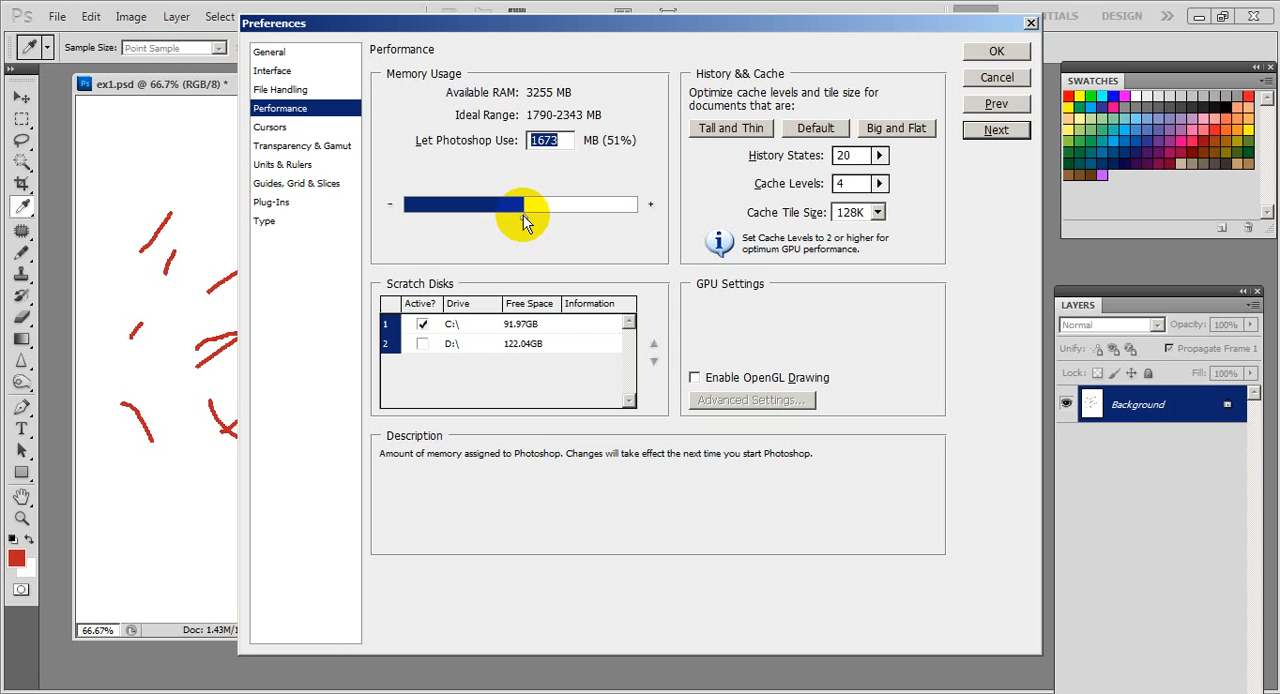 Ps File Edit Image Layer Select
ESSENTIALS DESIGN
Sample Size: Point Sample
ex1.psd @ 66.7% (RGB/8) *
66.67% Doc: 1.43M/1
Preferences
General
Interface
File Handling
Performance
Cursors
Transparency & Gamut
Units & Rulers
Guides, Grid & Slices
Plug-Ins
Type
Performance
Memory Usage
Available RAM: 3255 MB
Ideal Range: 1790-2343 MB
Let Photoshop Use: 1673 MB (51%)
- +
History && Cache
Optimize cache levels and tile size for
documents that are:
Tall and Thin Default Big and Flat
History States: 20
Cache Levels: 4
Cache Tile Size: 128K
Set Cache Levels to 2 or higher for
optimum GPU performance.
Scratch Disks
Active? Drive Free Space Information
1 C:\ 91.97GB
2 D:\ 122.04GB
GPU Settings
Enable OpenGL Drawing
Advanced Settings...
Description
Amount of memory assigned to Photoshop. Changes will take effect the next time you start Photoshop.
OK
Cancel
Prev
Next
SWATCHES
LAYERS
Normal Opacity: 100%
Unify: Propagate Frame 1
Lock: Fill: 100%
Background